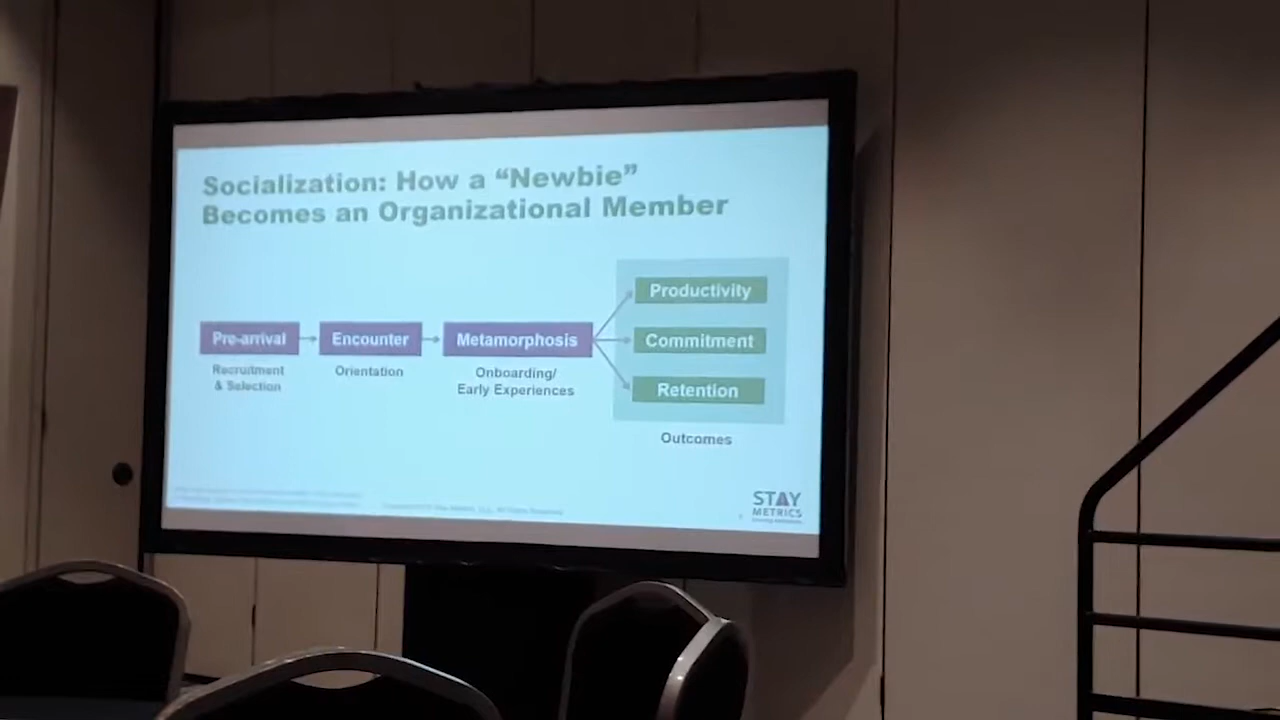 Socialization: How a “Newbie”
Becomes an Organizational Member
Pre-arrival
Recruitment
& Selection
Encounter
Orientation
Metamorphosis
Onboarding/
Early Experiences
Productivity
Commitment
Retention
Outcomes
STAY
METRICS